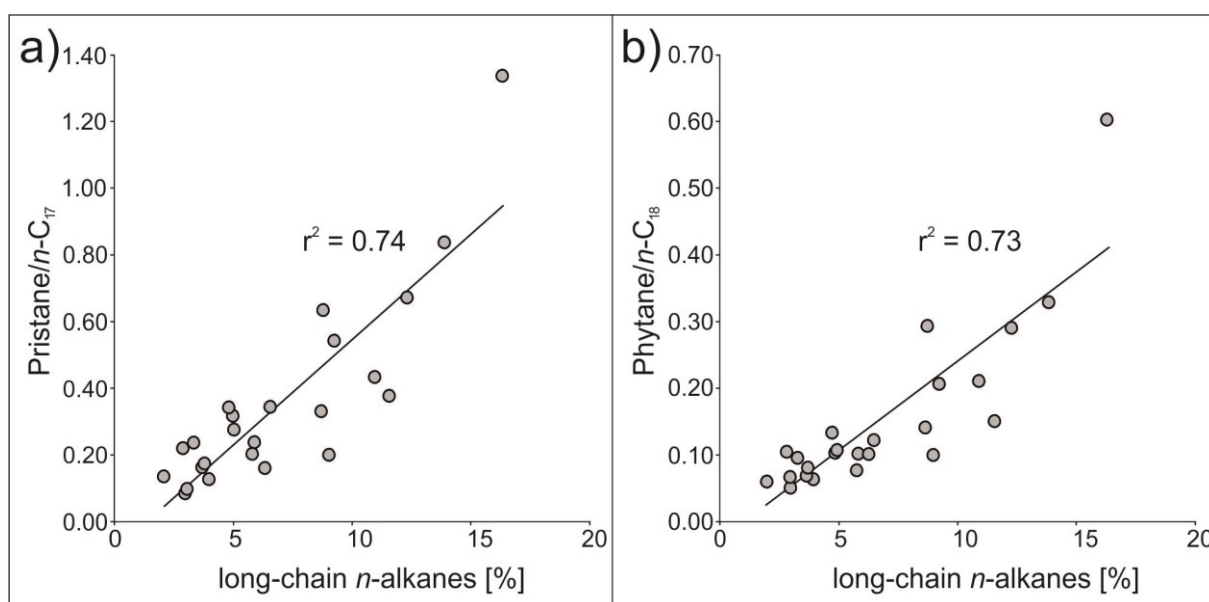 a)
1.40
1.20
1.00
0.80
0.60
0.40
0.20
0.00
Pristane/n-C17
r² = 0.74
0 5 10 15 20
long-chain n-alkanes [%]
b)
0.70
0.60
0.50
0.40
0.30
0.20
0.10
0.00
Phytane/n-C18
r² = 0.73
0 5 10 15 20
long-chain n-alkanes [%]